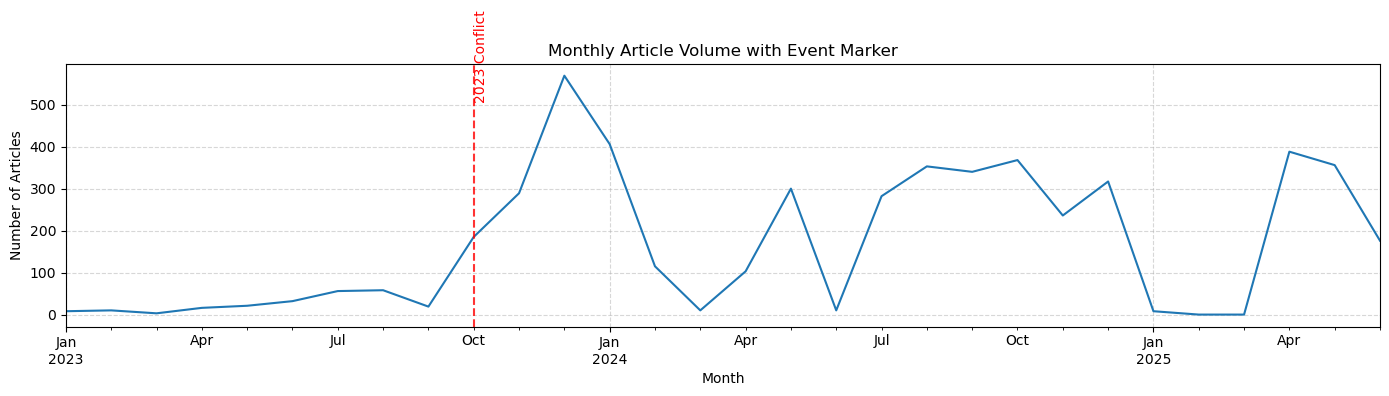 2023 Conflict
Monthly Article Volume with Event Marker
Number of Articles
500
400
300
200
100
0
Jan
2023
Apr
Jul
Oct
Jan
2024
Apr
Jul
Oct
Jan
2025
Apr
Month